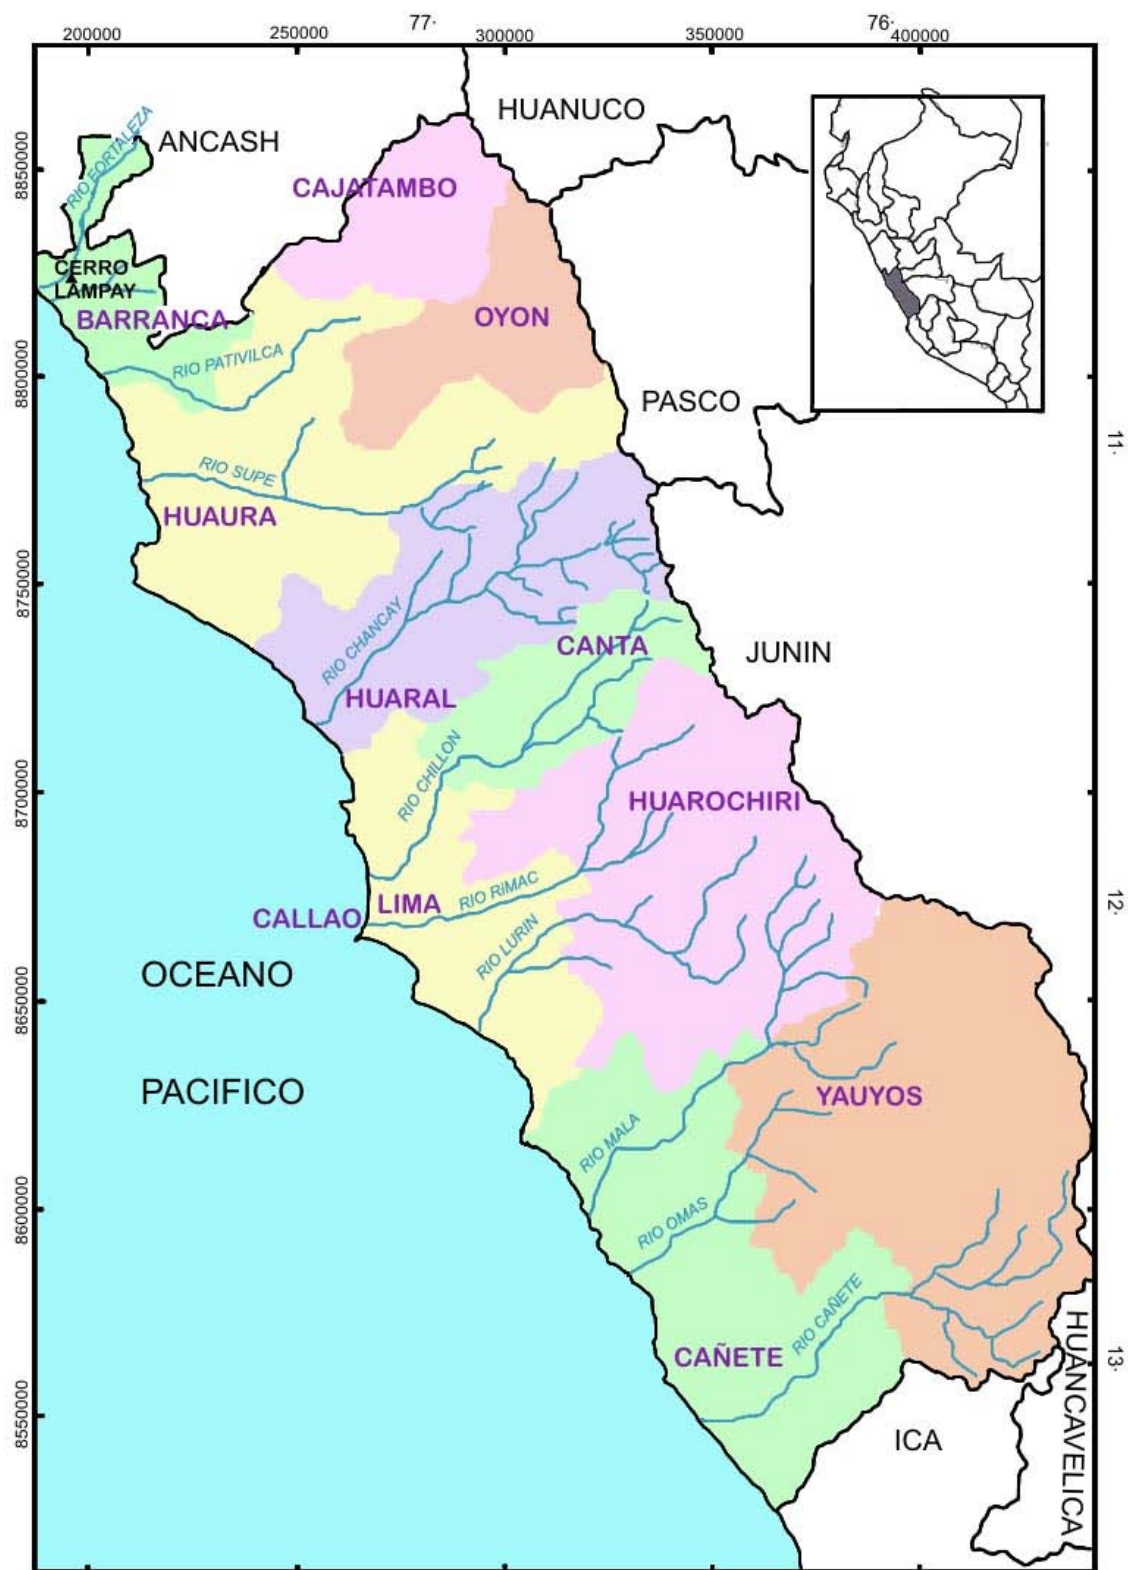 77·
76·
200000
250000
300000
350000
400000
8850000
8800000
8750000
8700000
8650000
8600000
8550000
11·
12·
13·
HUANUCO
ANCASH
RIO FORTALEZA
CAJATAMBO
CERRO
LAMPAY
BARRANCA
OYON
RIO PATIVILCA
PASCO
RIO SUPE
HUAURA
RIO CHANCAY
CANTA
JUNIN
HUARAL
RIO CHILLON
HUAROCHIRI
RIO RiMAC
LIMA
CALLAO
RIO LURIN
OCEANO
PACIFICO
YAUYOS
RIO MALA
RIO OMAS
RIO CAÑETE
CAÑETE
HUANCAVELICA
ICA